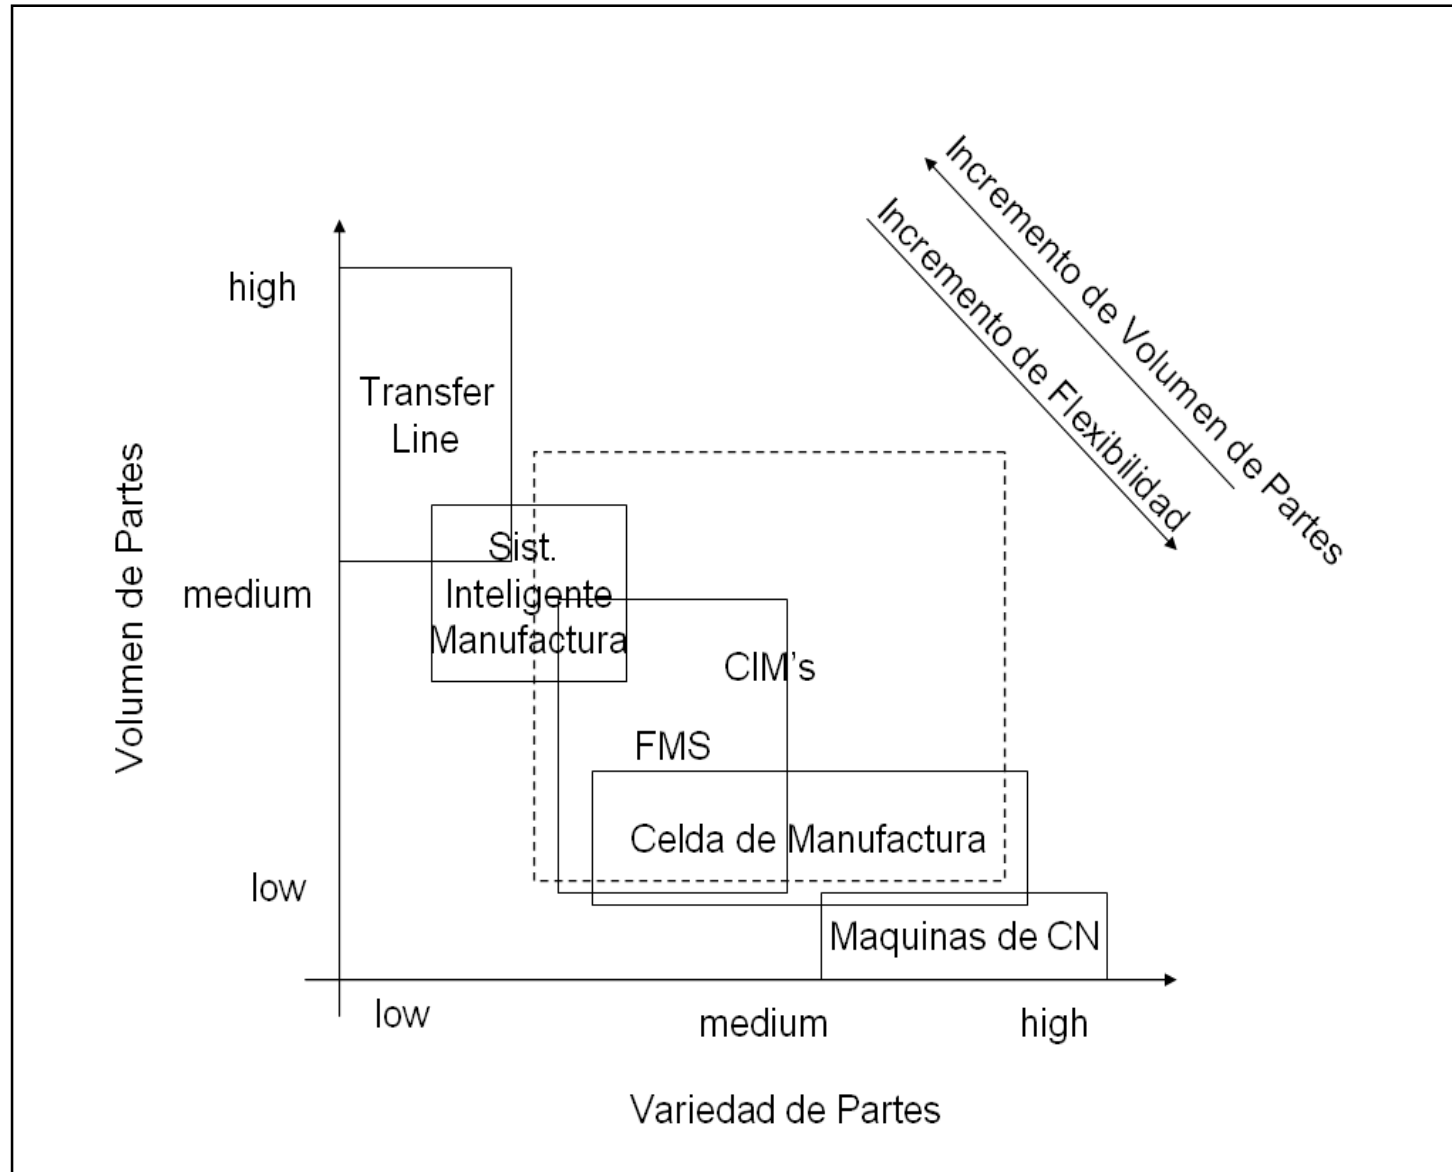 Incremento de Volumen de Partes
Incremento de Flexibilidad
high
Transfer
Line
Volumen de Partes
Sist.
Inteligente
Manufactura
medium
CIM's
FMS
Celda de Manufactura
low
Maquinas de CN
low
medium
high
Variedad de Partes